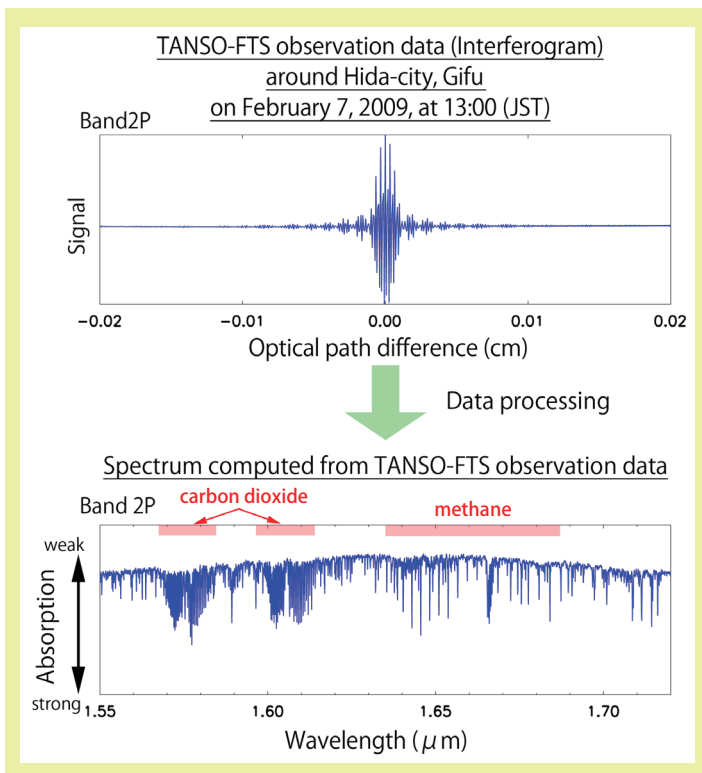 TANSO-FTS observation data (Interferogram)
around Hida-city, Gifu
on February 7, 2009, at 13:00 (JST)
Band2P
Signal
−0.02 −0.01 0.00 0.01 0.02
Optical path difference (cm)
Data processing
Spectrum computed from TANSO-FTS observation data
Band 2P
carbon dioxide
methane
weak
Absorption
strong
1.55 1.60 1.65 1.70
Wavelength (μm)